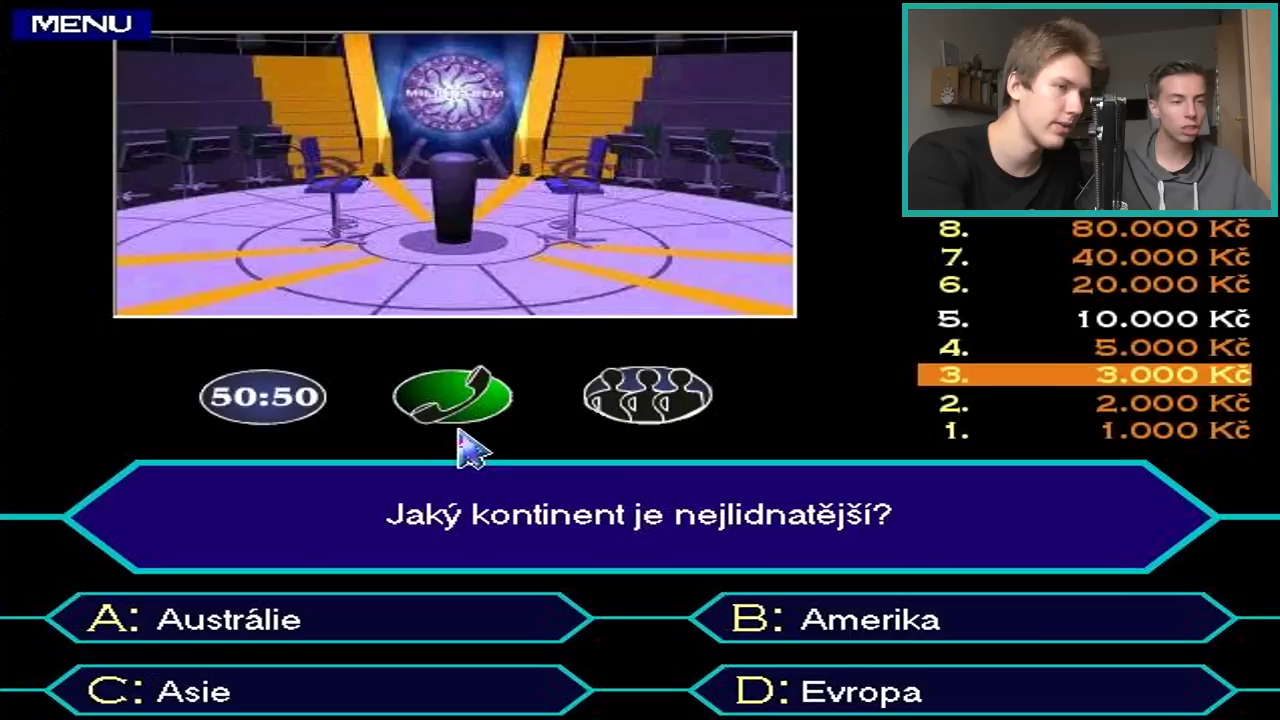 MENU
MILIONÁŘEM
8. 80.000 Kč
7. 40.000 Kč
6. 20.000 Kč
5. 10.000 Kč
4. 5.000 Kč
3. 3.000 Kč
2. 2.000 Kč
1. 1.000 Kč
50:50
Jaký kontinent je nejlidnatější?
A: Austrálie
B: Amerika
C: Asie
D: Evropa